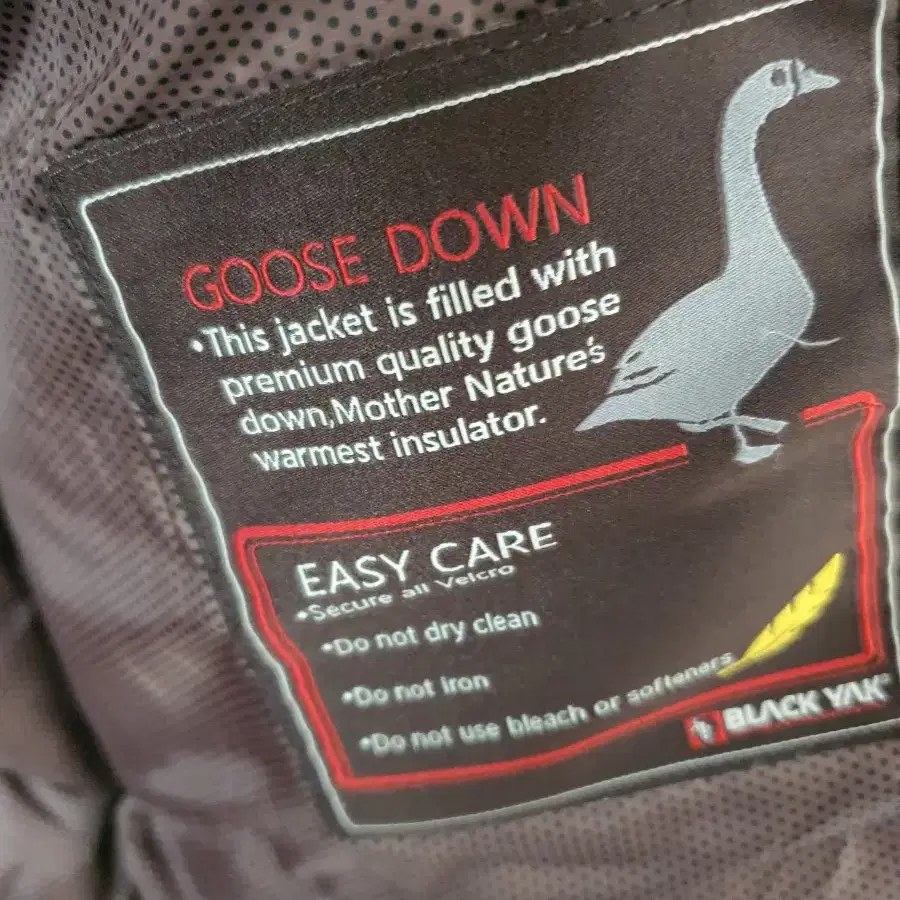 GOOSE DOWN
•This jacket is filled with
premium quality goose
down,Mother Nature's
warmest insulator.
EASY CARE
•Secure all Velcro
•Do not dry clean
•Do not iron
•Do not use bleach or softeners
BLACK YAK